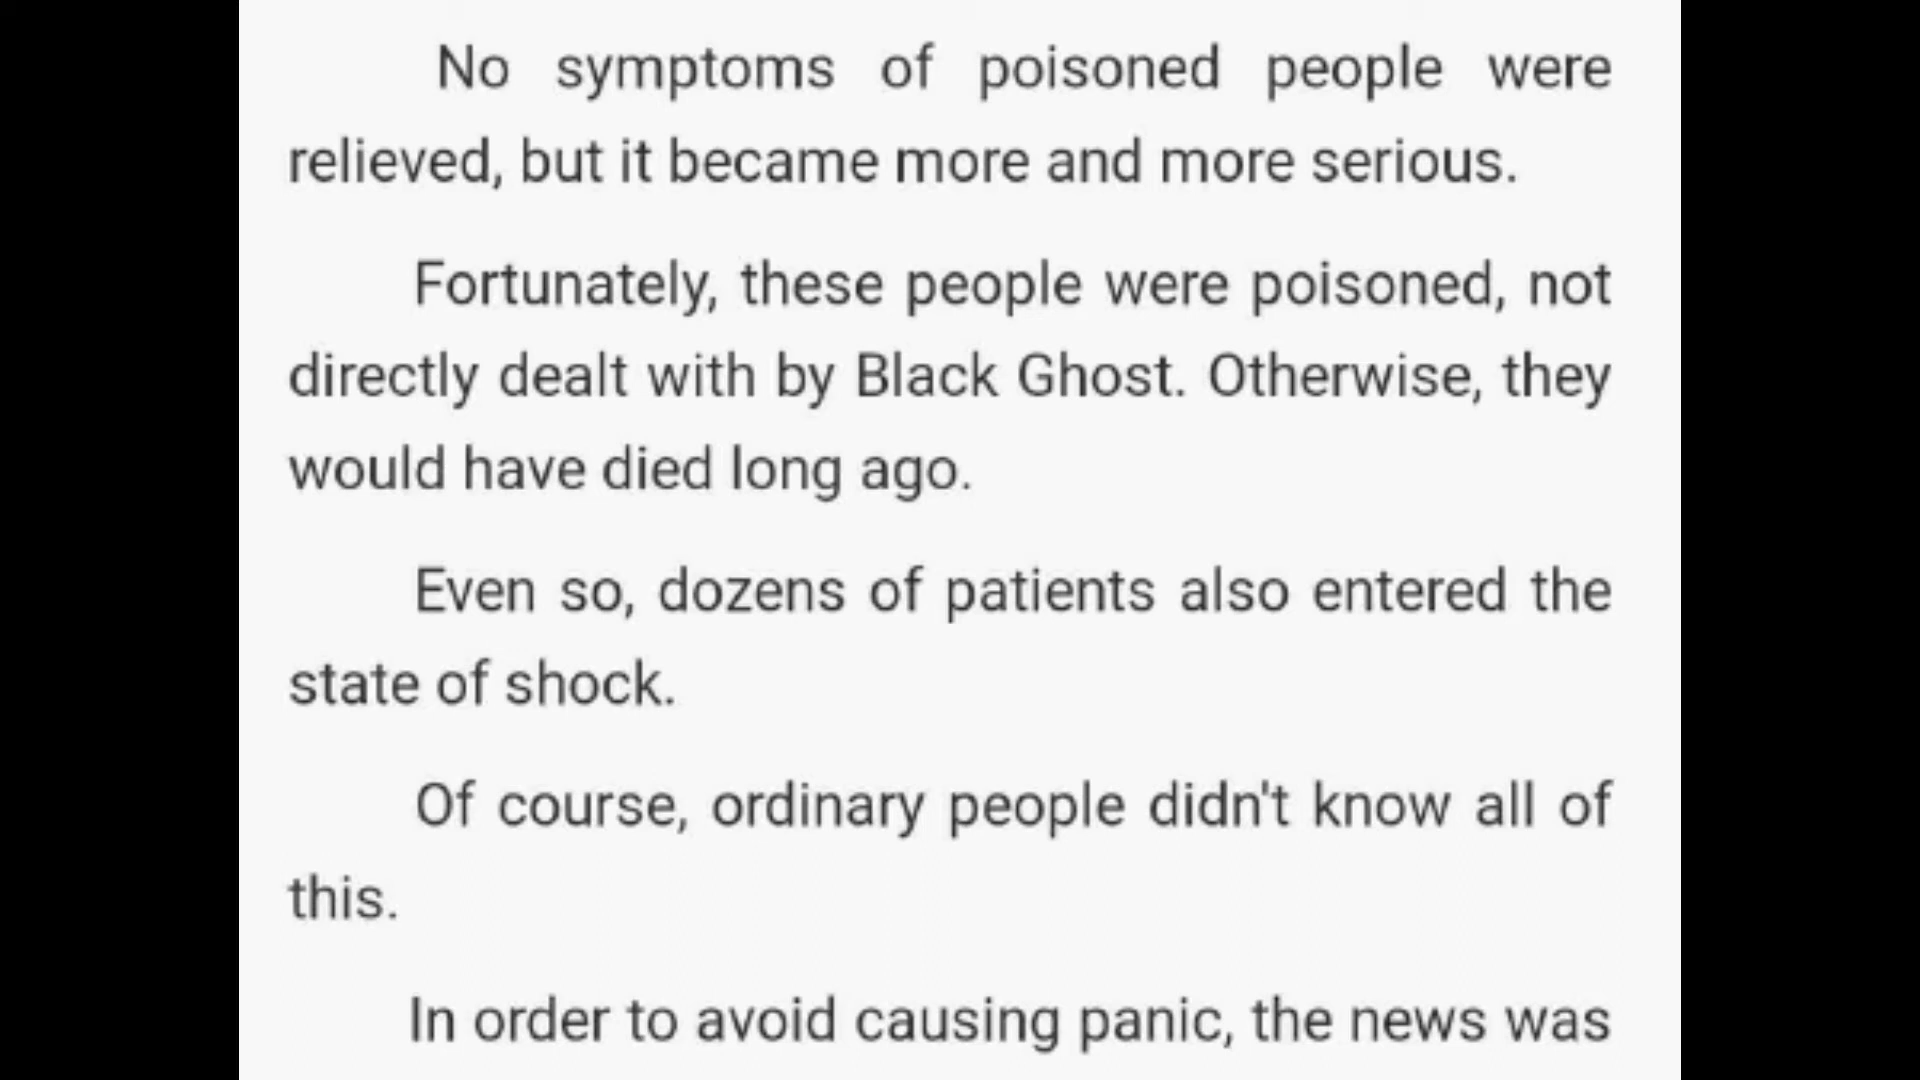 No symptoms of poisoned people were
relieved, but it became more and more serious.
Fortunately, these people were poisoned, not
directly dealt with by Black Ghost. Otherwise, they
would have died long ago.
Even so, dozens of patients also entered the
state of shock.
Of course, ordinary people didn't know all of
this.
In order to avoid causing panic, the news was